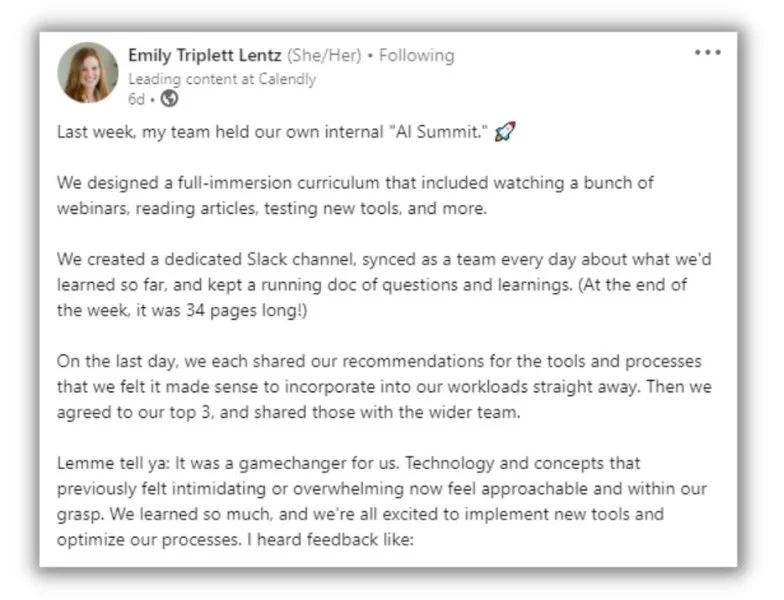 Emily Triplett Lentz (She/Her) • Following
Leading content at Calendly
6d •
Last week, my team held our own internal "AI Summit." 🚀
We designed a full-immersion curriculum that included watching a bunch of
webinars, reading articles, testing new tools, and more.
We created a dedicated Slack channel, synced as a team every day about what we'd
learned so far, and kept a running doc of questions and learnings. (At the end of
the week, it was 34 pages long!)
On the last day, we each shared our recommendations for the tools and processes
that we felt it made sense to incorporate into our workloads straight away. Then we
agreed to our top 3, and shared those with the wider team.
Lemme tell ya: It was a gamechanger for us. Technology and concepts that
previously felt intimidating or overwhelming now feel approachable and within our
grasp. We learned so much, and we're all excited to implement new tools and
optimize our processes. I heard feedback like: